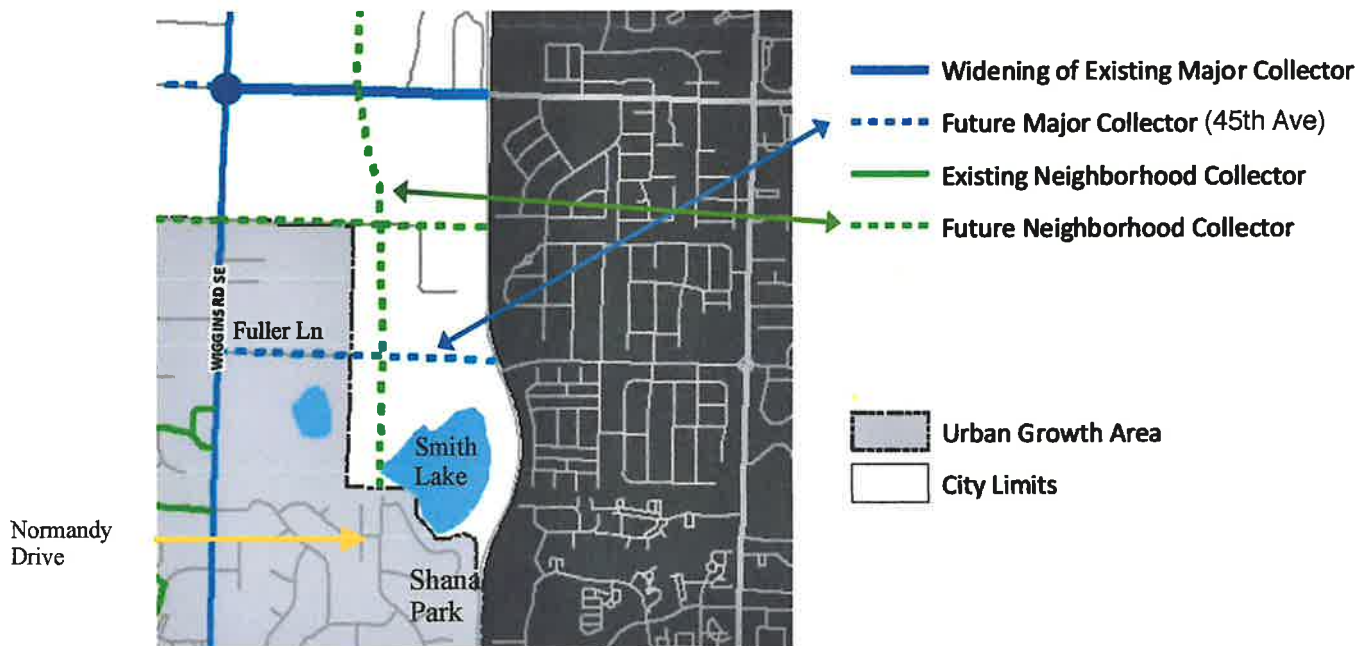 Widening of Existing Major Collector
Future Major Collector (45th Ave)
Existing Neighborhood Collector
Future Neighborhood Collector
WIGGINS RD SE
Fuller Ln
Smith
Lake
Urban Growth Area
City Limits
Normandy
Drive
Shana
Park